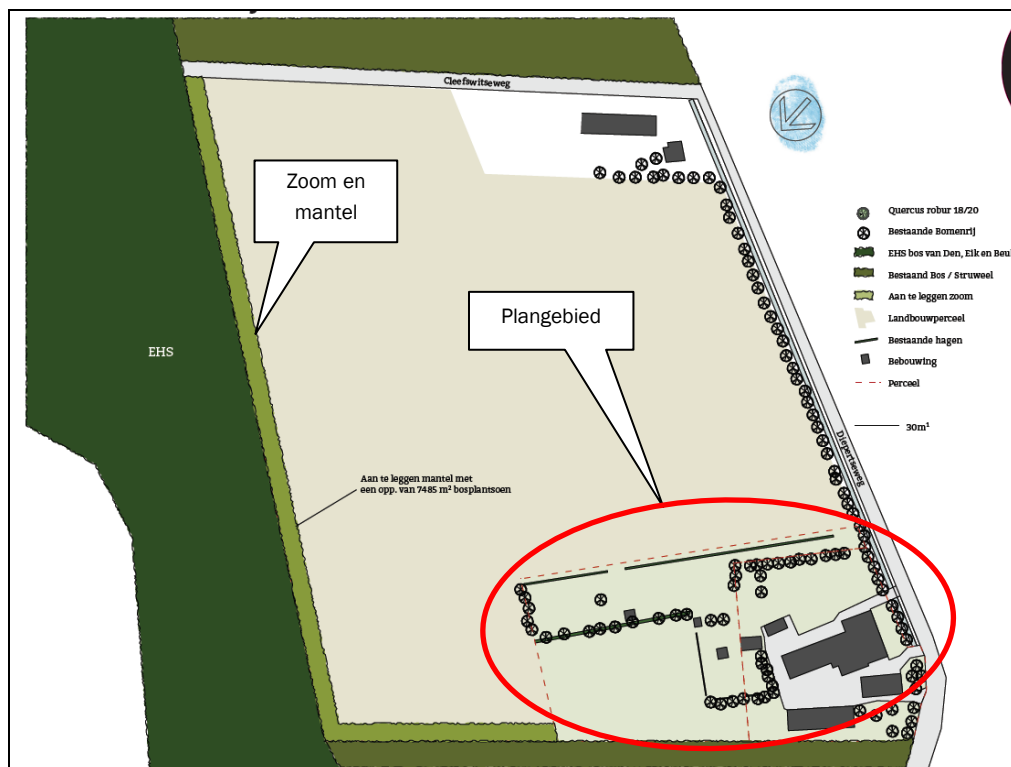 Cleefswitseweg
Zoom en
mantel
Quercus robur 18/20
Bestaande Bomenrij
EHS bos van Den, Eik en Beuk
Bestaand Bos / Struweel
Aan te leggen zoom
Landbouwperceel
Bestaande hagen
Bebouwing
Perceel
30m¹
Plangebied
EHS
Diepertseweg
Aan te leggen mantel met
een opp. van 7485 m² bosplantsoen